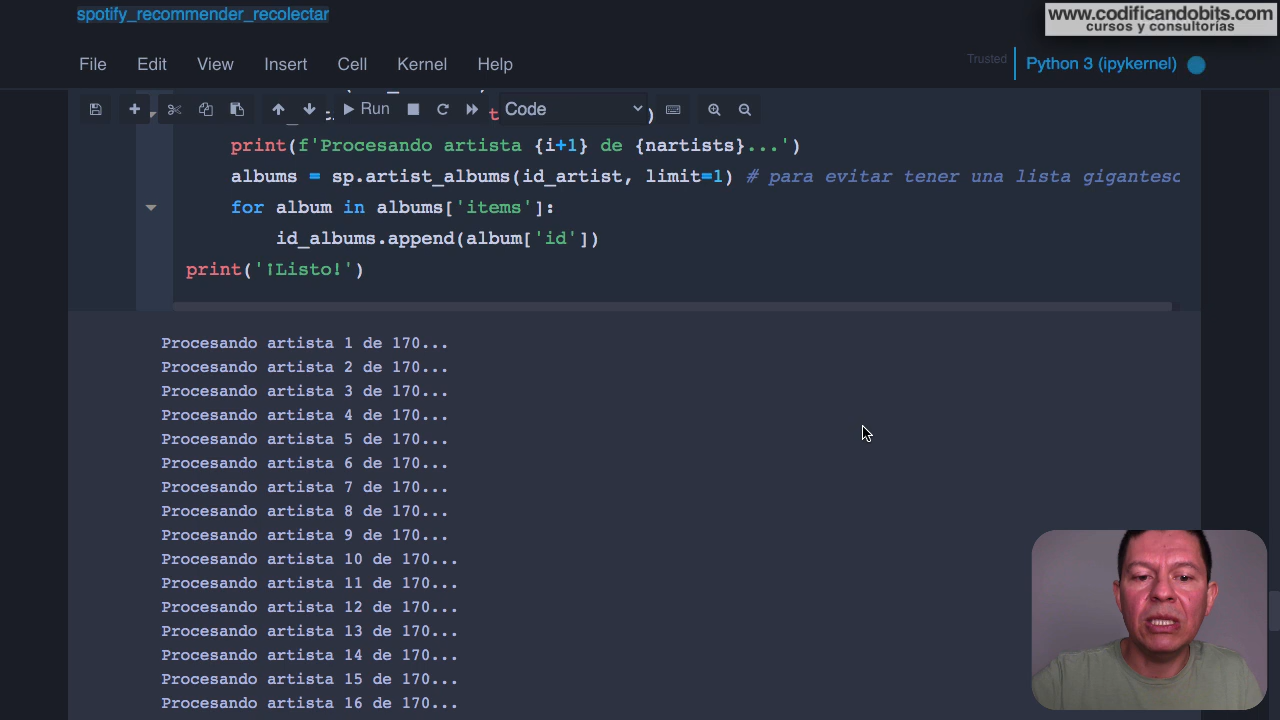 spotify_recommender_recolectar
www.codificandobits.com
cursos y consultorías
File Edit View Insert Cell Kernel Help
Trusted Python 3 (ipykernel)
Run Code
print(f'Procesando artista {i+1} de {nartists}...')
albums = sp.artist_albums(id_artist, limit=1) # para evitar tener una lista gigantesc
for album in albums['items']:
id_albums.append(album['id'])
print('¡Listo!')
Procesando artista 1 de 170...
Procesando artista 2 de 170...
Procesando artista 3 de 170...
Procesando artista 4 de 170...
Procesando artista 5 de 170...
Procesando artista 6 de 170...
Procesando artista 7 de 170...
Procesando artista 8 de 170...
Procesando artista 9 de 170...
Procesando artista 10 de 170...
Procesando artista 11 de 170...
Procesando artista 12 de 170...
Procesando artista 13 de 170...
Procesando artista 14 de 170...
Procesando artista 15 de 170...
Procesando artista 16 de 170...